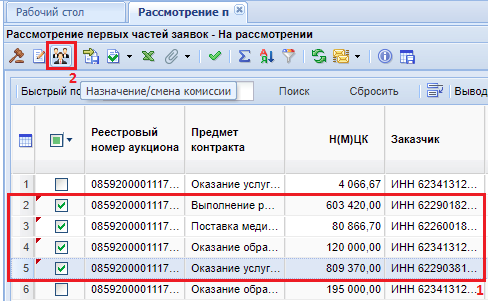 Рабочий стол
Рассмотрение п
Рассмотрение первых частей заявок - На рассмотрении
2
Быстрый по
Назначение/смена комиссии
Поиск
Сбросить
Вывод
Реестровый номер аукциона
Предмет контракта
Н(М)ЦК
Заказчик
1 0859200001117... Оказание услуг... 4 066,67 ИНН 62341312...
2 0859200001117... Выполнение р... 603 420,00 ИНН 62290182...
3 0859200001117... Поставка меди... 80 866,70 ИНН 62260018...
4 0859200001117... Оказание обра... 120 000,00 ИНН 62341312...
5 0859200001117... Оказание услуг... 809 370,00 ИНН 62290381...
6 0859200001117... Оказание обра... 195 000,00 ИНН 62341312...
1